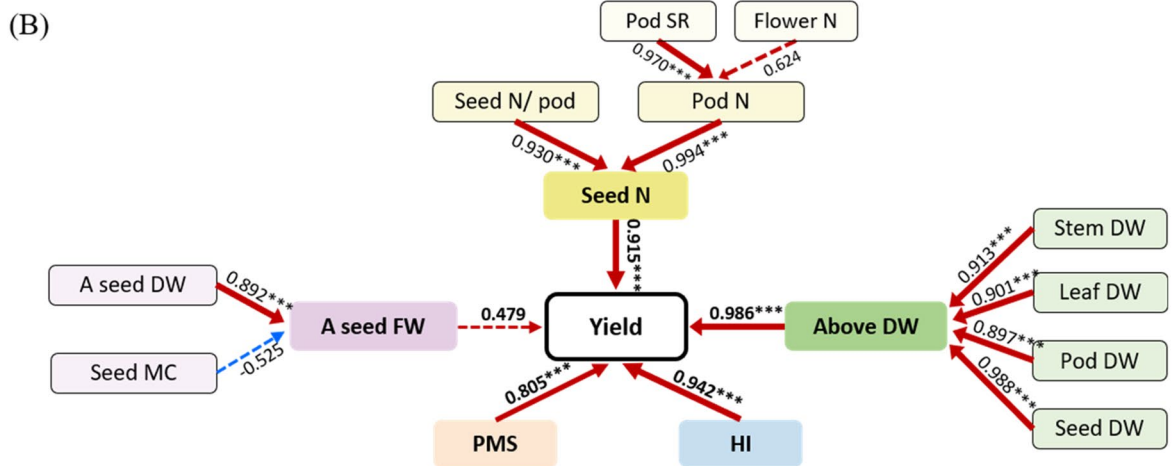 (B)
Pod SR
Flower N
0.970***
0.624
Seed N/ pod
Pod N
0.930***
0.994***
Seed N
0.915***
Stem DW
0.913***
A seed DW
0.892***
0.901***
Leaf DW
A seed FW
0.479
Yield
0.986***
Above DW
0.897***
Pod DW
Seed MC
-0.525
0.988***
0.805***
0.942***
Seed DW
PMS
HI